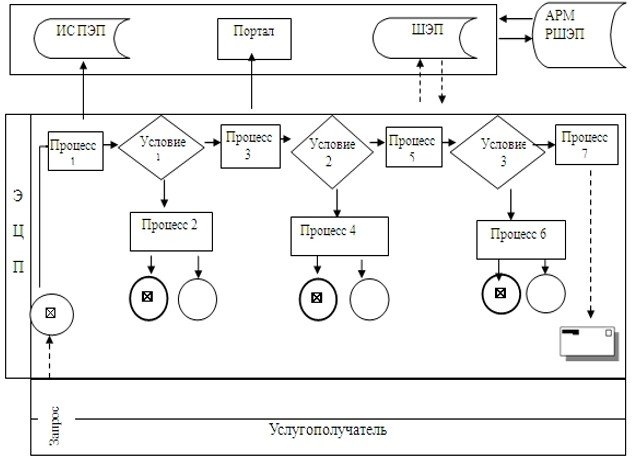 ИС ПЭП
Портал
ШЭП
АРМ
РШЭП
Процесс
1
Условие
1
Процесс
3
Условие
2
Процесс
5
Условие
3
Процесс
7
Э
Ц
П
Процесс 2
Процесс 4
Процесс 6
Запрос
Услугополучатель